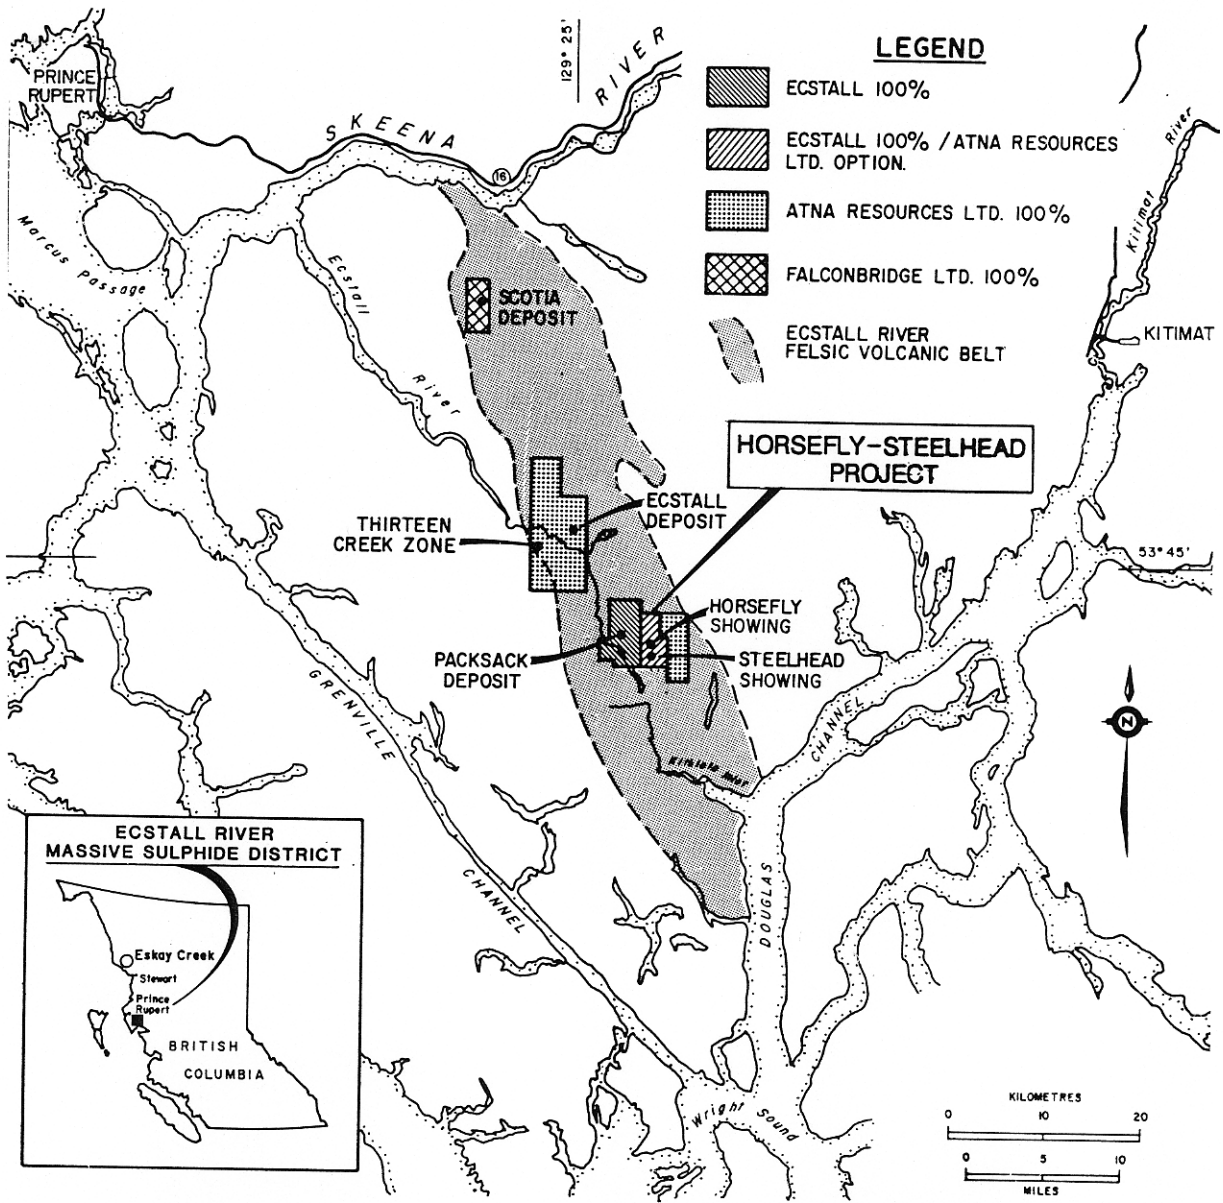 LEGEND
ECSTALL 100%
ECSTALL 100% / ATNA RESOURCES
LTD. OPTION.
ATNA RESOURCES LTD. 100%
FALCONBRIDGE LTD. 100%
ECSTALL RIVER
FELSIC VOLCANIC BELT
PRINCE
RUPERT
SKEENA
RIVER
129° 25'
16
Marcus Passage
Ecstall
River
Kitimat
River
KITIMAT
SCOTIA
DEPOSIT
HORSEFLY-STEELHEAD
PROJECT
ECSTALL
DEPOSIT
THIRTEEN
CREEK ZONE
53° 45'
HORSEFLY
SHOWING
PACKSACK
DEPOSIT
STEELHEAD
SHOWING
GRENVILLE
CHANNEL
DOUGLAS
CHANNEL
N
Wright Sound
ECSTALL RIVER
MASSIVE SULPHIDE DISTRICT
Eskay Creek
Stewart
Prince
Rupert
BRITISH
COLUMBIA
KILOMETRES
0 10 20
0 5 10
MILES